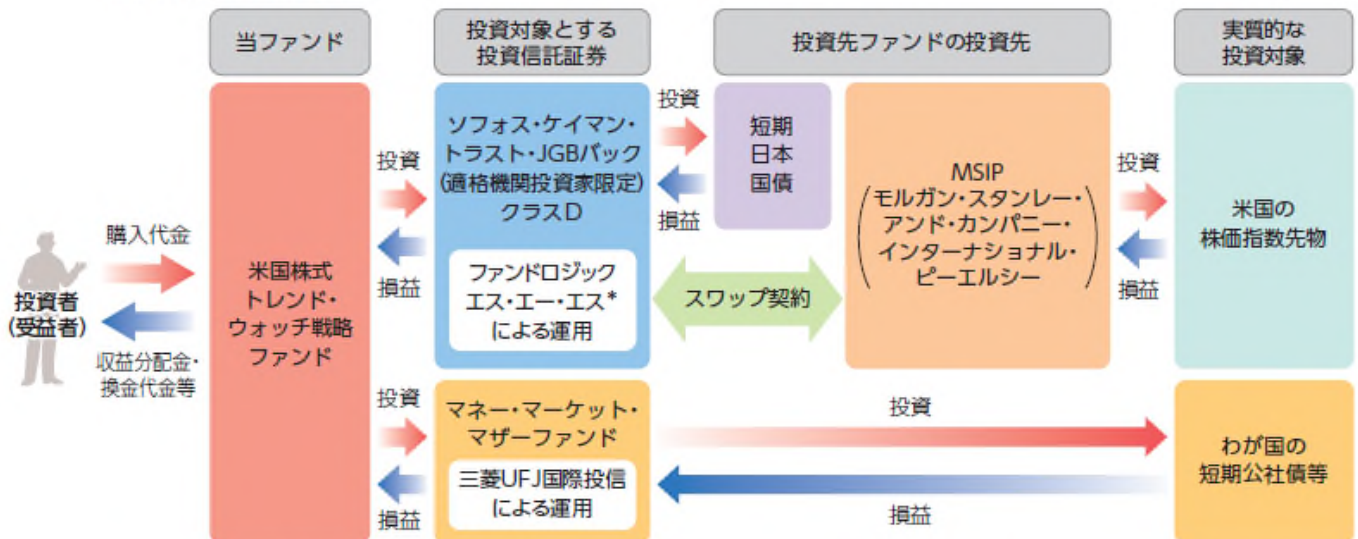 当ファンド
投資対象とする
投資信託証券
投資先ファンドの投資先
実質的な
投資対象
投資者
(受益者)
購入代金
収益分配金・
換金代金等
米国株式
トレンド・
ウォッチ戦略
ファンド
投資
損益
ソフォス・ケイマン・
トラスト・JGBパック
(適格機関投資家限定)
クラスD
ファンドロジック
エス・エー・エス*
による運用
投資
損益
短期
日本
国債
スワップ契約
MSIP
(モルガン・スタンレー・
アンド・カンパニー・
インターナショナル・
ピーエルシー)
投資
損益
米国の
株価指数先物
投資
損益
マネー・マーケット・
マザーファンド
三菱UFJ国際投信
による運用
投資
損益
わが国の
短期公社債等